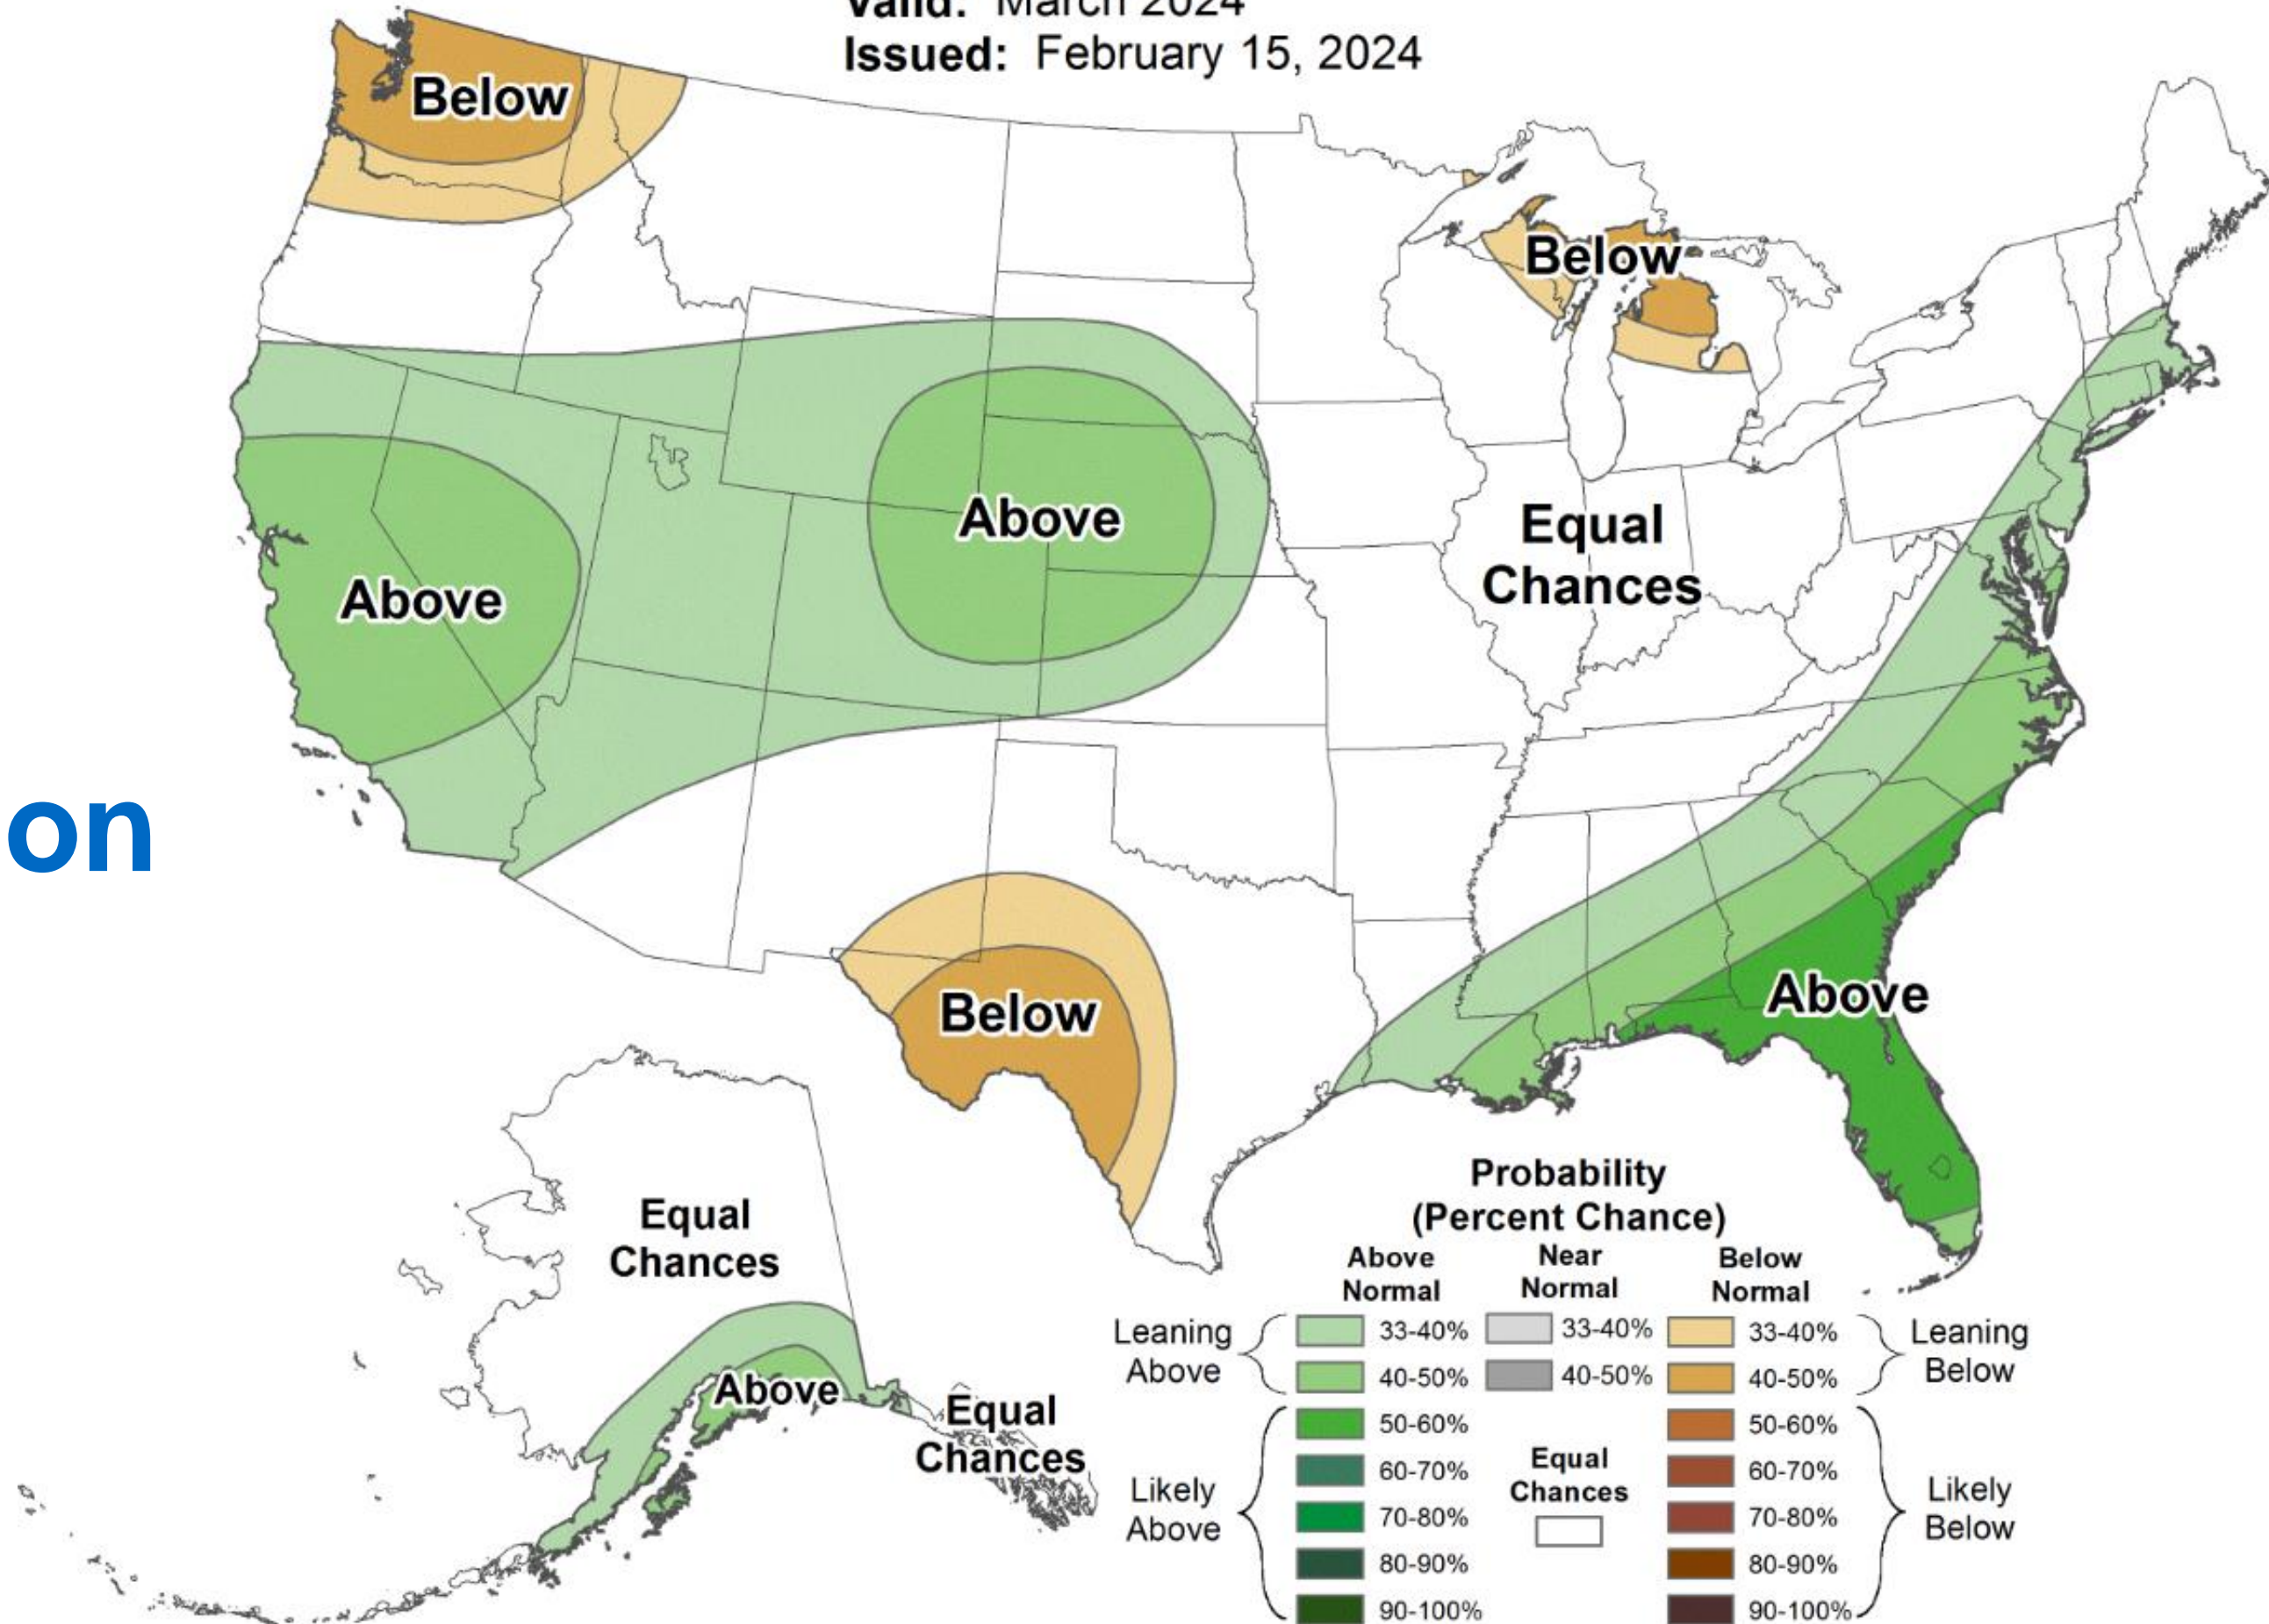 Valid: March 2024
Issued: February 15, 2024
Below
Below
Above
Above
Equal
Chances
on
Below
Above
Equal
Chances
Above
Equal
Chances
Probability
(Percent Chance)
Above
Normal
Near
Normal
Below
Normal
Leaning
Above
33-40%
33-40%
33-40%
Leaning
Below
40-50%
40-50%
40-50%
Likely
Above
50-60%
50-60%
60-70%
Equal
Chances
60-70%
Likely
Below
70-80%
70-80%
80-90%
80-90%
90-100%
90-100%